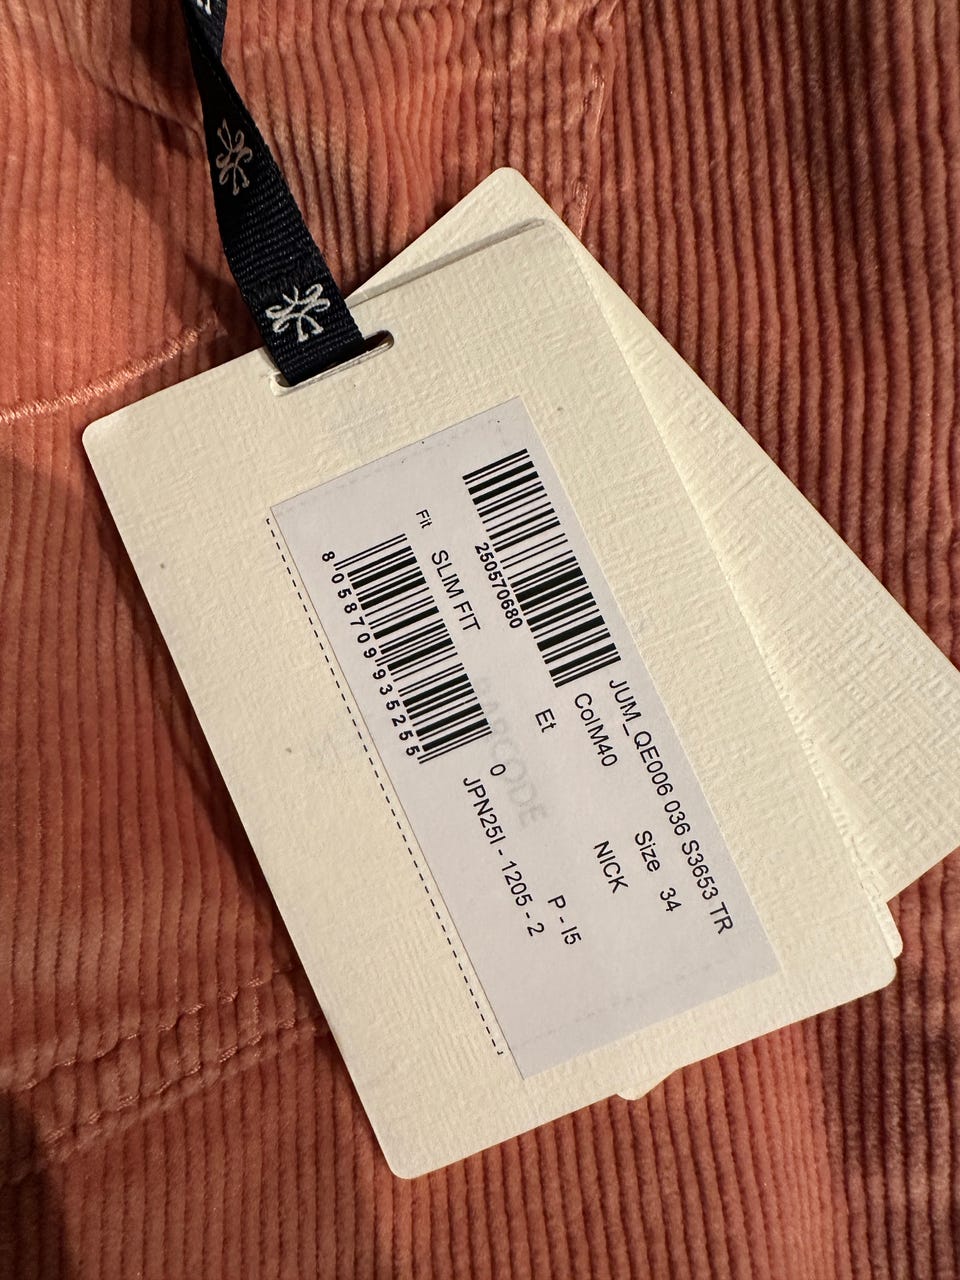 JUM_QE006 036 S3653 TR
Size 34
ColM40
NICK
250570680
Et
P - I5
Fit SLIM FIT
0
JPN25I - 1205 - 2
8058709935255
BARCODE